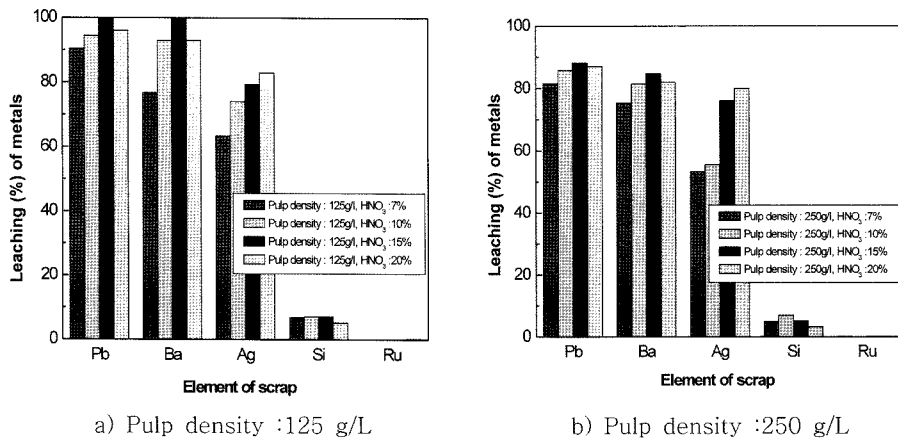 100
80
60
40
20
0
Leaching (%) of metals
Pulp density : 125g/l, HNO3 :7%
Pulp density : 125g/l, HNO3 :10%
Pulp density : 125g/l, HNO3 :15%
Pulp density : 125g/l, HNO3 :20%
Pb Ba Ag Si Ru
Element of scrap
a) Pulp density :125 g/L
100
80
60
40
20
0
Leaching (%) of metals
Pulp density : 250g/l, HNO3 :7%
Pulp density : 250g/l, HNO3 :10%
Pulp density : 250g/l, HNO3 :15%
Pulp density : 250g/l, HNO3 :20%
Pb Ba Ag Si Ru
Element of scrap
b) Pulp density :250 g/L